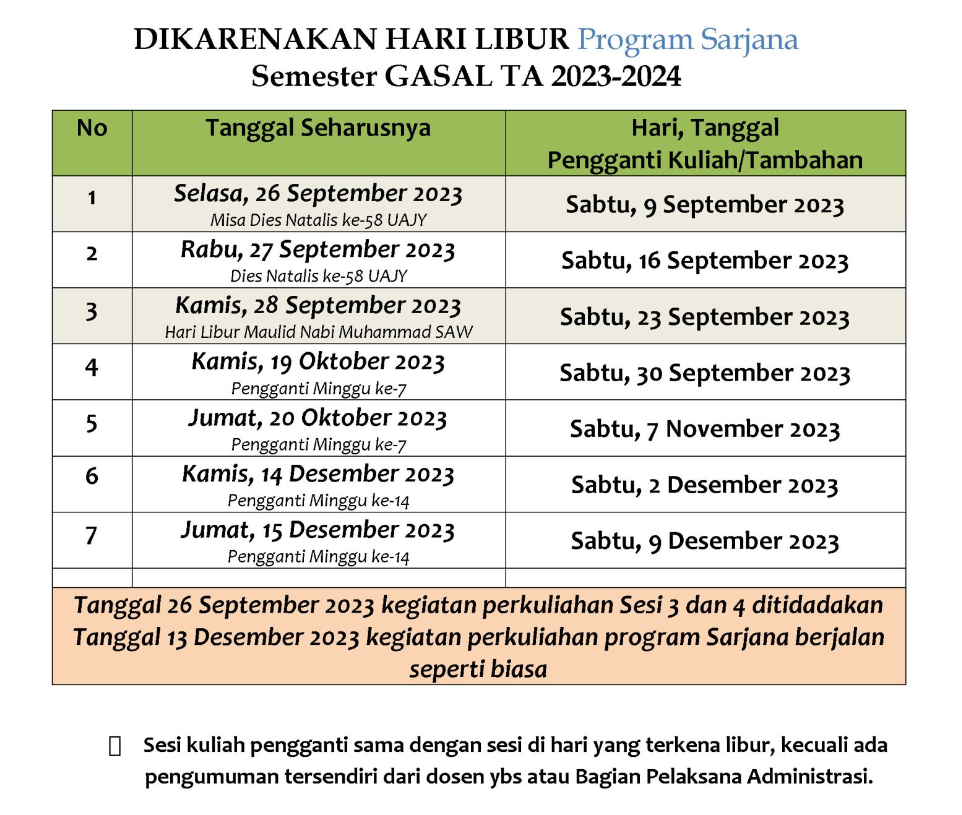 DIKARENAKAN HARI LIBUR Program Sarjana
Semester GASAL TA 2023-2024
No
Tanggal Seharusnya
Hari, Tanggal
Pengganti Kuliah/Tambahan
1
Selasa, 26 September 2023
Misa Dies Natalis ke-58 UAJY
Sabtu, 9 September 2023
2
Rabu, 27 September 2023
Dies Natalis ke-58 UAJY
Sabtu, 16 September 2023
3
Kamis, 28 September 2023
Hari Libur Maulid Nabi Muhammad SAW
Sabtu, 23 September 2023
4
Kamis, 19 Oktober 2023
Pengganti Minggu ke-7
Sabtu, 30 September 2023
5
Jumat, 20 Oktober 2023
Pengganti Minggu ke-7
Sabtu, 7 November 2023
6
Kamis, 14 Desember 2023
Pengganti Minggu ke-14
Sabtu, 2 Desember 2023
7
Jumat, 15 Desember 2023
Pengganti Minggu ke-14
Sabtu, 9 Desember 2023
Tanggal 26 September 2023 kegiatan perkuliahan Sesi 3 dan 4 ditidadakan
Tanggal 13 Desember 2023 kegiatan perkuliahan program Sarjana berjalan
seperti biasa
Sesi kuliah pengganti sama dengan sesi di hari yang terkena libur, kecuali ada
pengumuman tersendiri dari dosen ybs atau Bagian Pelaksana Administrasi.